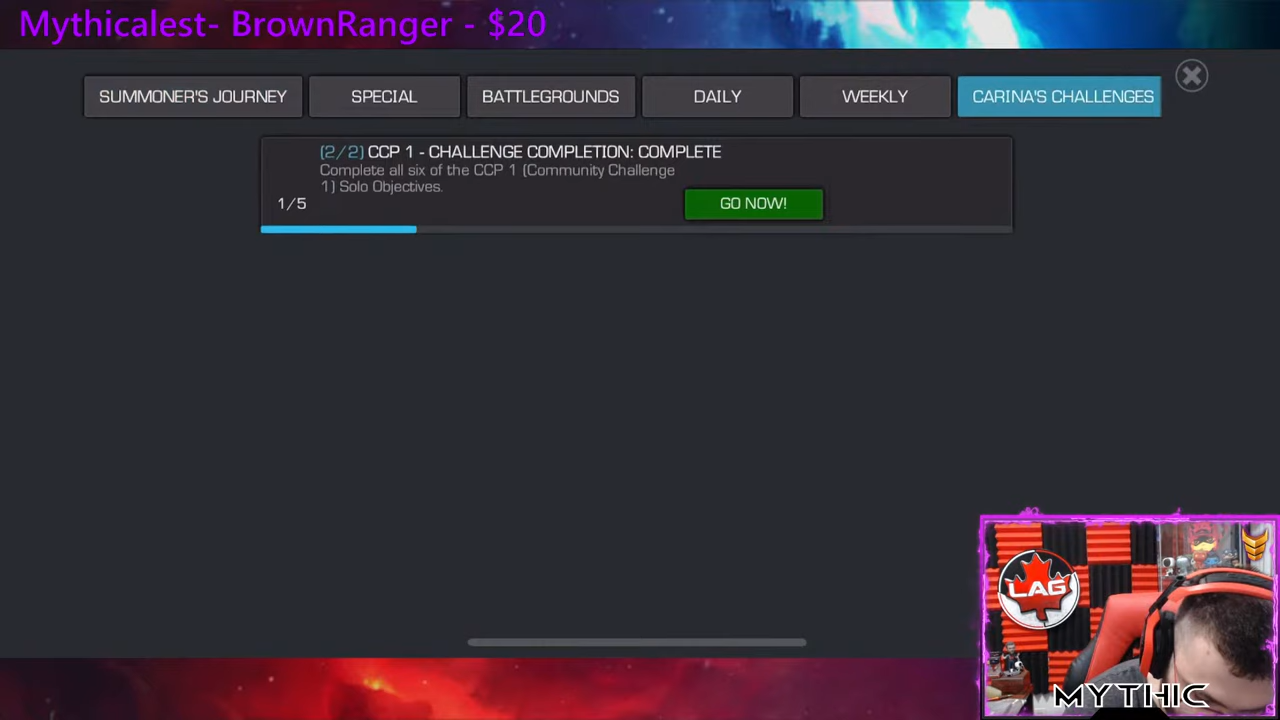 Mythicalest- BrownRanger - $20
SUMMONER'S JOURNEY
SPECIAL
BATTLEGROUNDS
DAILY
WEEKLY
CARINA'S CHALLENGES
(2/2) CCP 1 - CHALLENGE COMPLETION: COMPLETE
Complete all six of the CCP 1 (Community Challenge
1) Solo Objectives.
1/5
GO NOW!
LAG
MYTHIC